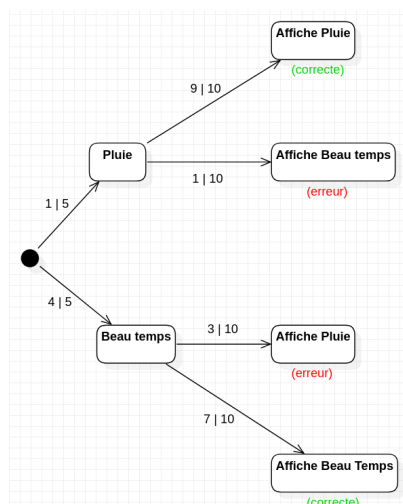 Affiche Pluie
(correcte)
9 | 10
Pluie
Affiche Beau temps
1 | 10
(erreur)
1 | 5
4 | 5
Beau temps
3 | 10
Affiche Pluie
(erreur)
7 | 10
Affiche Beau Temps
(correcte)